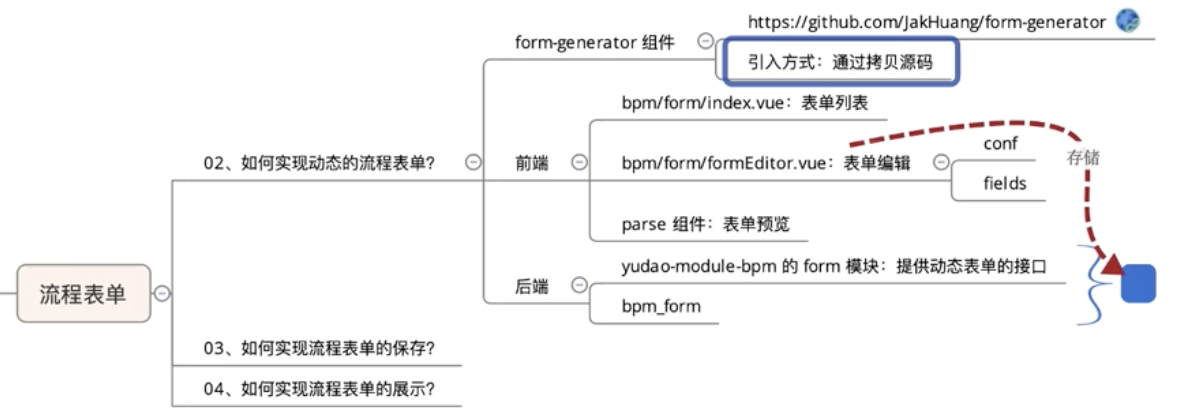 https://github.com/JakHuang/form-generator
form-generator 组件
引入方式：通过拷贝源码
bpm/form/index.vue：表单列表
02、如何实现动态的流程表单？
前端
bpm/form/formEditor.vue：表单编辑
conf
存储
fields
parse 组件：表单预览
流程表单
后端
yudao-module-bpm 的 form 模块：提供动态表单的接口
bpm_form
03、如何实现流程表单的保存？
04、如何实现流程表单的展示？